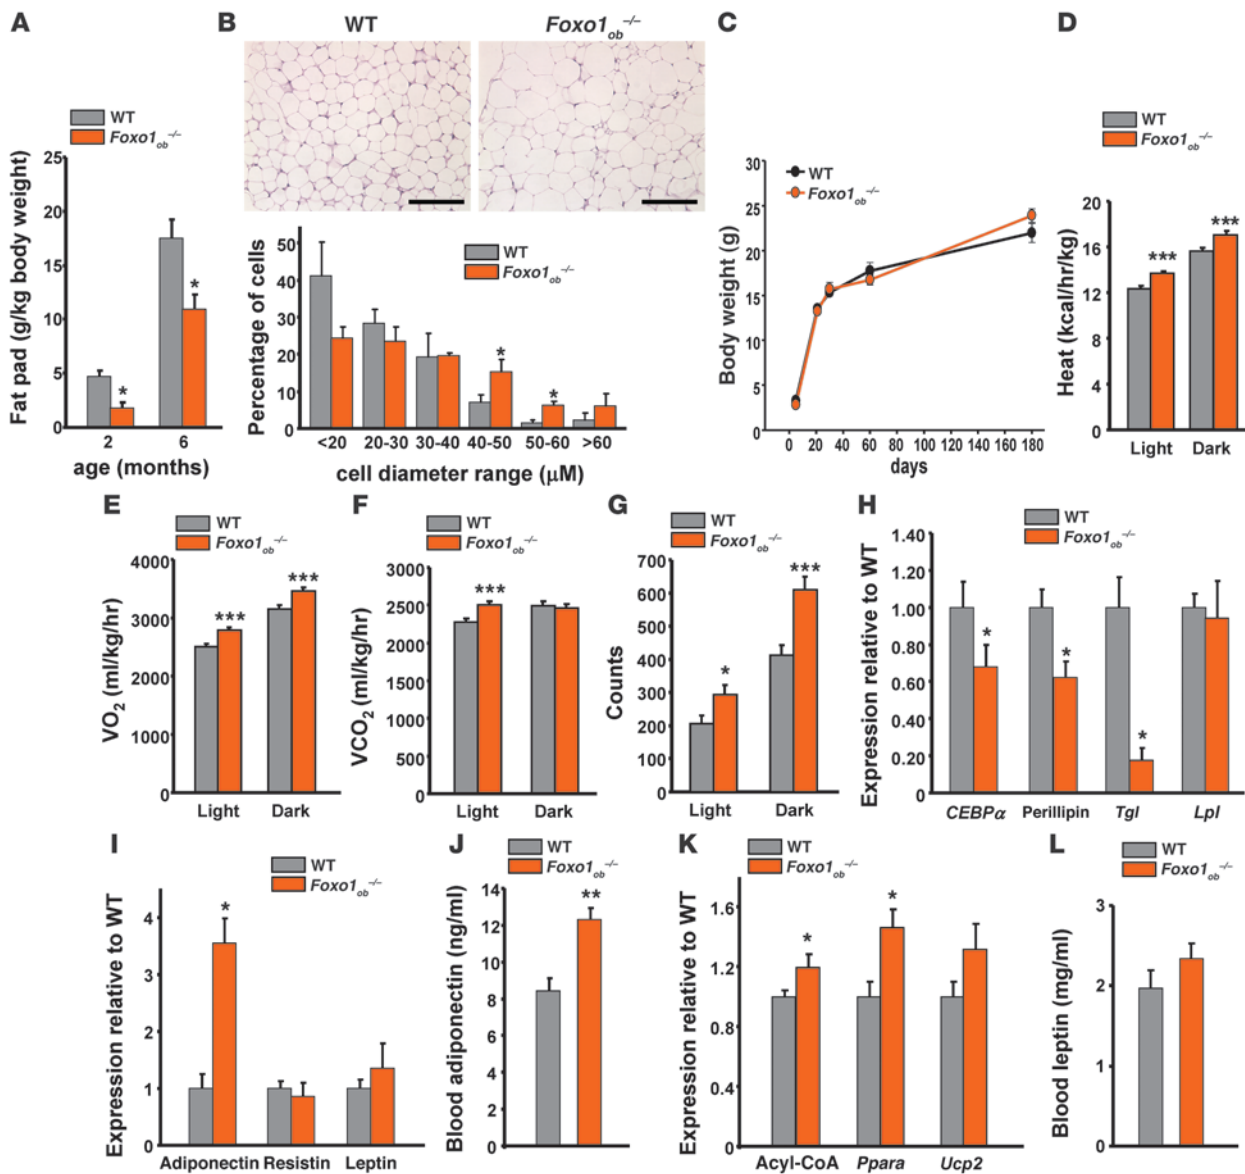 A
WT
Foxo1ob−/−
Fat pad (g/kg body weight)
25
20
15
10
5
0
*
*
2 6
age (months)
B
WT Foxo1ob−/−
WT
Foxo1ob−/−
Percentage of cells
50
40
30
20
10
0
*
*
<20 20-30 30-40 40-50 50-60 >60
cell diameter range (μM)
C
WT
Foxo1ob−/−
Body weight (g)
30
25
20
15
10
5
0
0 20 40 60 80 100 120 140 160 180
days
D
WT
Foxo1ob−/−
Heat (kcal/hr/kg)
20
16
12
8
4
0
***
***
Light Dark
E
WT
Foxo1ob−/−
VO2 (ml/kg/hr)
4000
3000
2000
1000
0
***
***
Light Dark
F
WT
Foxo1ob−/−
VCO2 (ml/kg/hr)
3000
2500
2000
1500
1000
500
0
***
Light Dark
G
WT
Foxo1ob−/−
Counts
700
600
500
400
300
200
100
0
*
***
Light Dark
H
WT
Foxo1ob−/−
Expression relative to WT
1.40
1.20
1.00
0.80
0.60
0.40
0.20
0
*
*
*
CEBPα Perillipin Tgl Lpl
I
WT
Foxo1ob−/−
Expression relative to WT
4
3
2
1
0
*
Adiponectin Resistin Leptin
J
WT
Foxo1ob−/−
Blood adiponectin (ng/ml)
14
12
10
8
6
4
2
0
**
K
WT
Foxo1ob−/−
Expression relative to WT
1.6
1.2
0.8
0.4
0
*
*
Acyl-CoA Ppara Ucp2
L
WT
Foxo1ob−/−
Blood leptin (mg/ml)
3
2
1
0